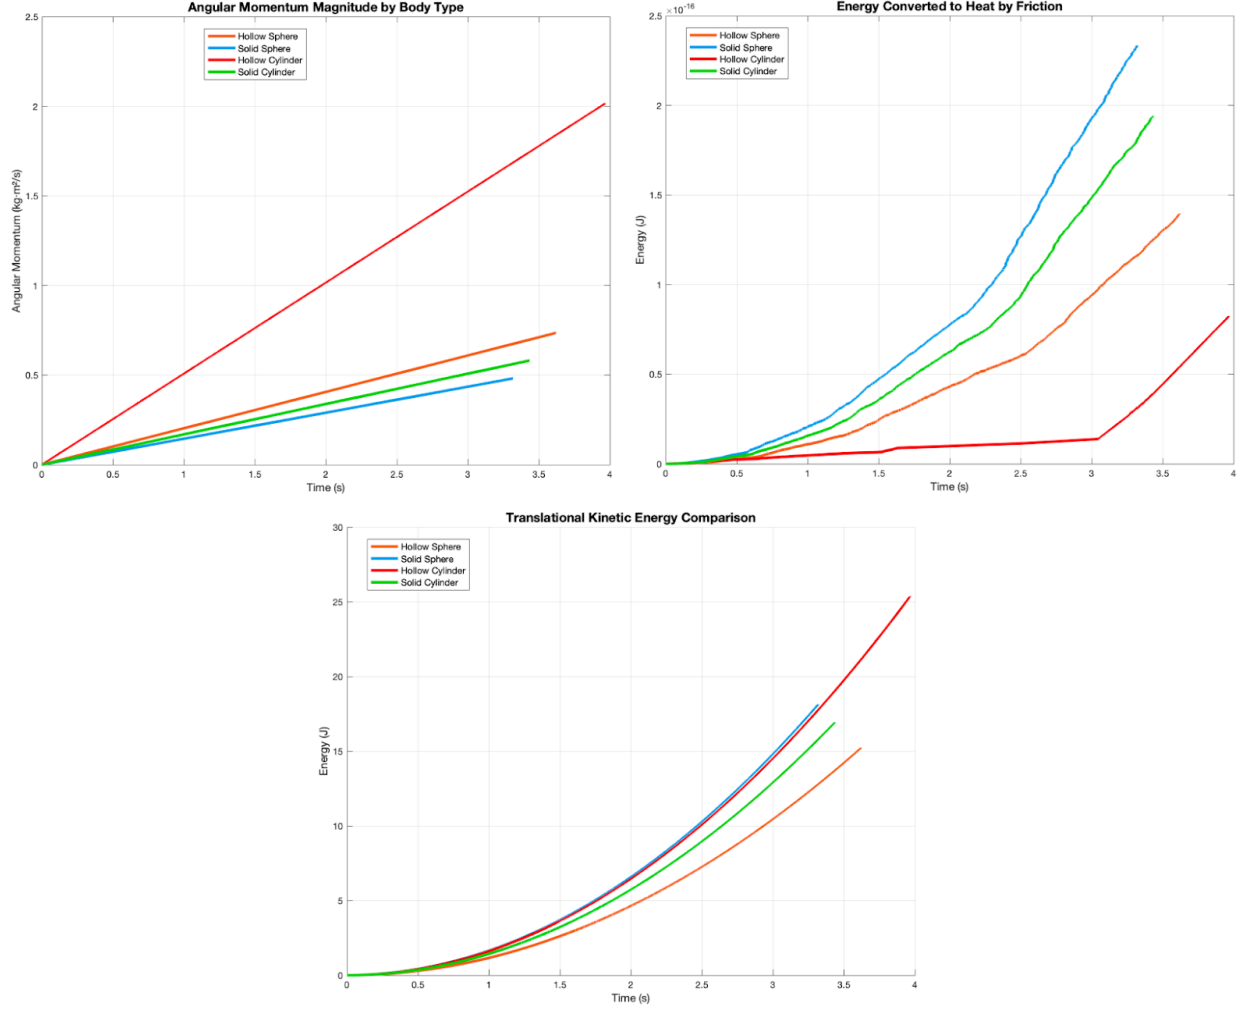 Angular Momentum Magnitude by Body Type
Hollow Sphere
Solid Sphere
Hollow Cylinder
Solid Cylinder
Angular Momentum (kg·m²/s)
2.5
2
1.5
1
0.5
0
0 0.5 1 1.5 2 2.5 3 3.5 4
Time (s)
Energy Converted to Heat by Friction
×10⁻¹⁶
Hollow Sphere
Solid Sphere
Hollow Cylinder
Solid Cylinder
Energy (J)
2.5
2
1.5
1
0.5
0
0 0.5 1 1.5 2 2.5 3 3.5 4
Time (s)
Translational Kinetic Energy Comparison
Hollow Sphere
Solid Sphere
Hollow Cylinder
Solid Cylinder
Energy (J)
30
25
20
15
10
5
0
0 0.5 1 1.5 2 2.5 3 3.5 4
Time (s)